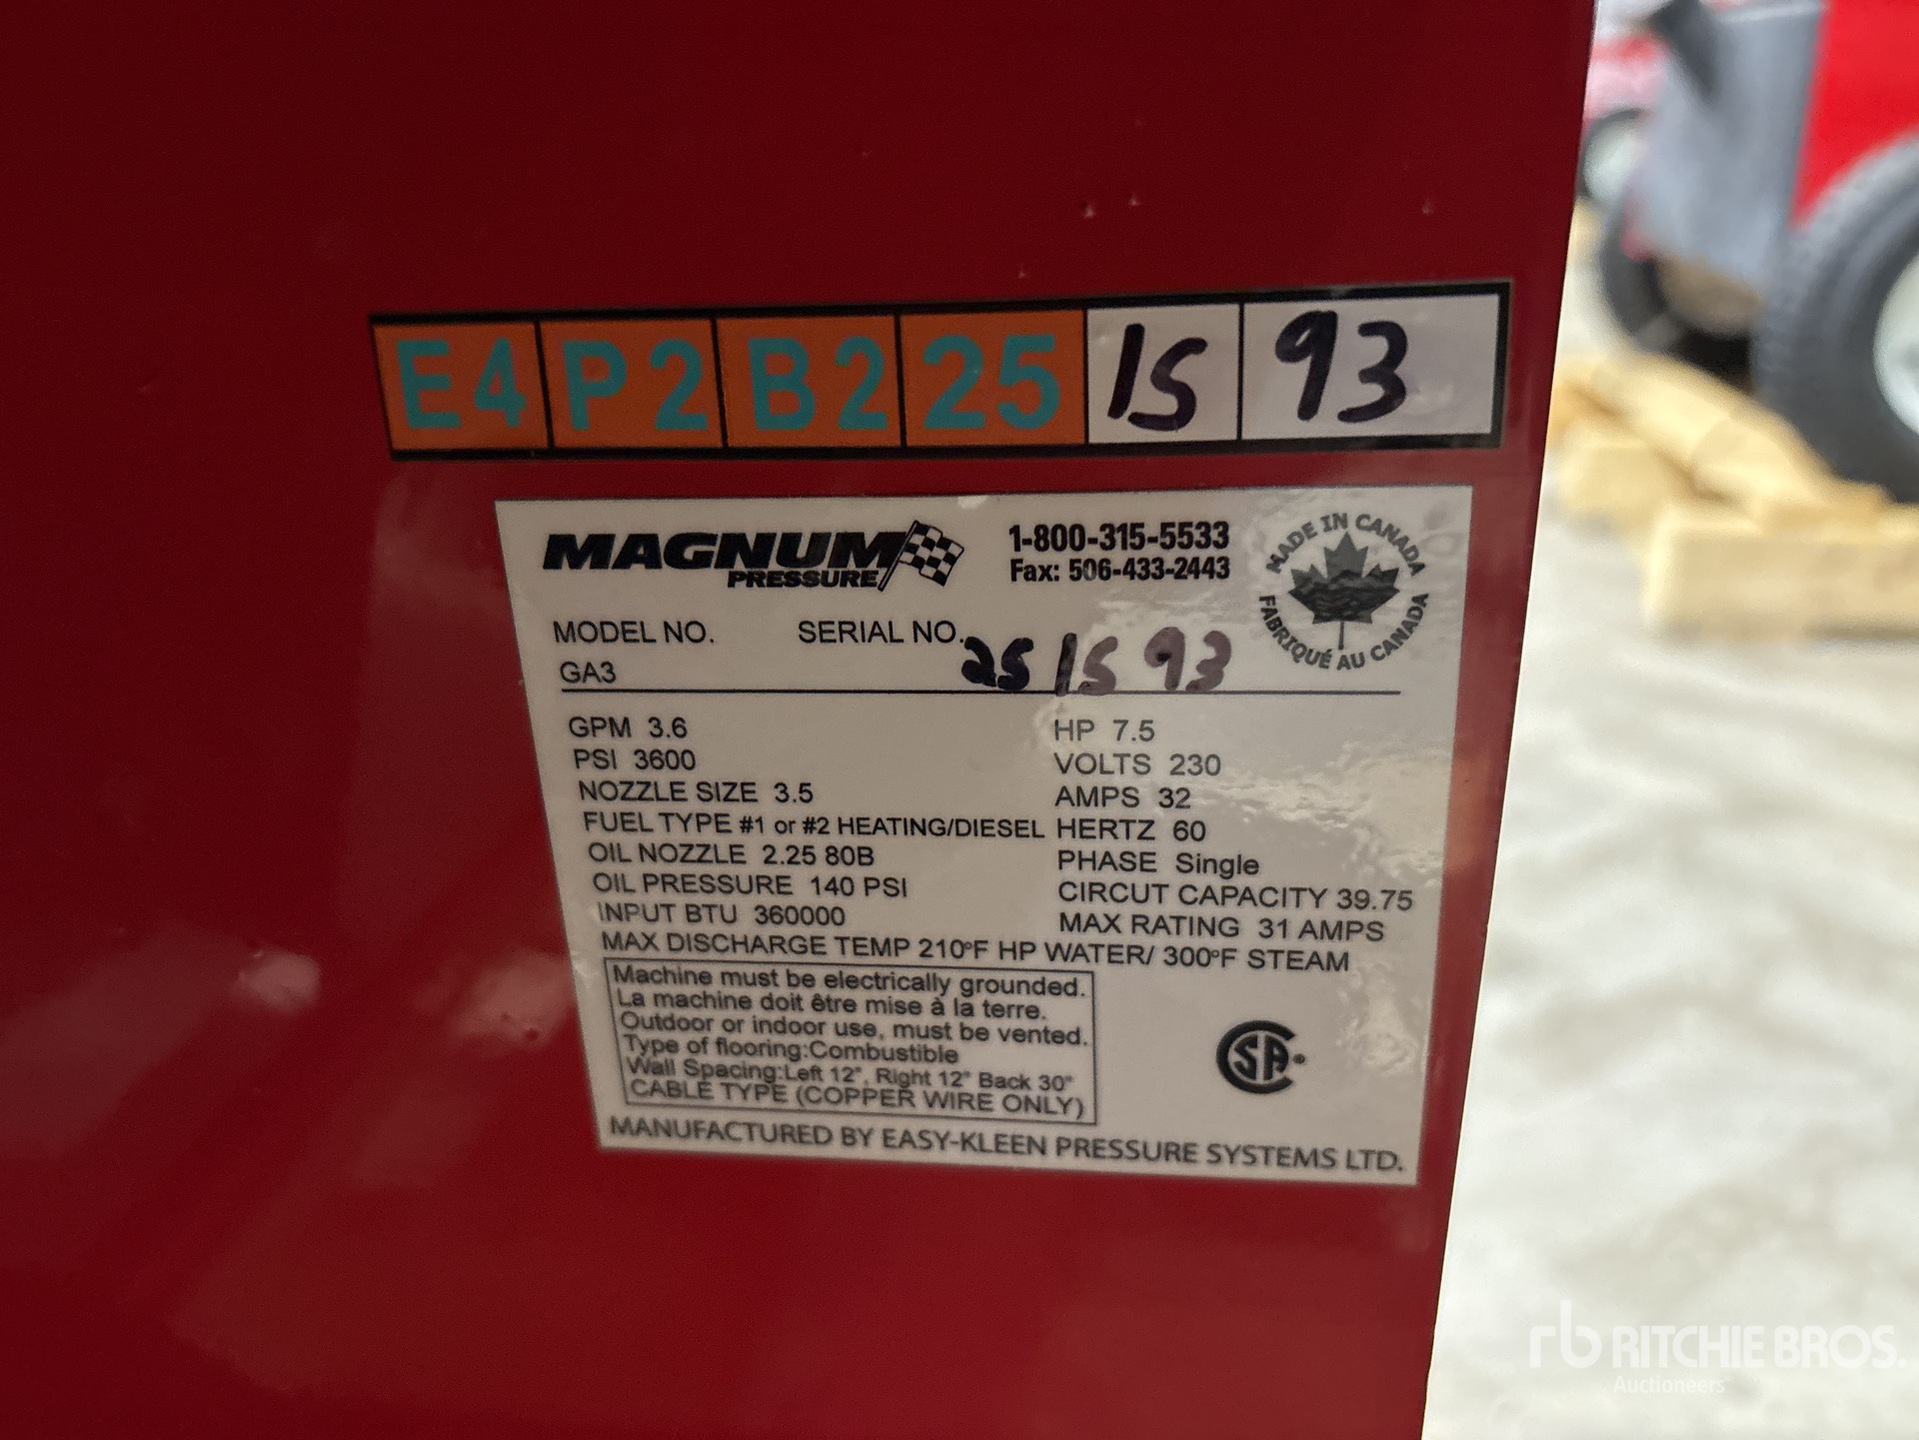 E4 P2 B2 25 15 93
MAGNUM PRESSURE
1-800-315-5533
Fax: 506-433-2443
MADE IN CANADA
FABRIQUÉ AU CANADA
MODEL NO. SERIAL NO. 25 15 93
GA3
GPM 3.6 HP 7.5
PSI 3600 VOLTS 230
NOZZLE SIZE 3.5 AMPS 32
FUEL TYPE #1 or #2 HEATING/DIESEL HERTZ 60
OIL NOZZLE 2.25 80B PHASE Single
OIL PRESSURE 140 PSI CIRCUT CAPACITY 39.75
INPUT BTU 360000 MAX RATING 31 AMPS
MAX DISCHARGE TEMP 210°F HP WATER/ 300°F STEAM
Machine must be electrically grounded.
La machine doit être mise à la terre.
Outdoor or indoor use, must be vented.
Type of flooring:Combustible
Wall Spacing:Left 12", Right 12" Back 30"
CABLE TYPE (COPPER WIRE ONLY)
CSA
MANUFACTURED BY EASY-KLEEN PRESSURE SYSTEMS LTD.
rb RITCHIE BROS.
Auctioneers